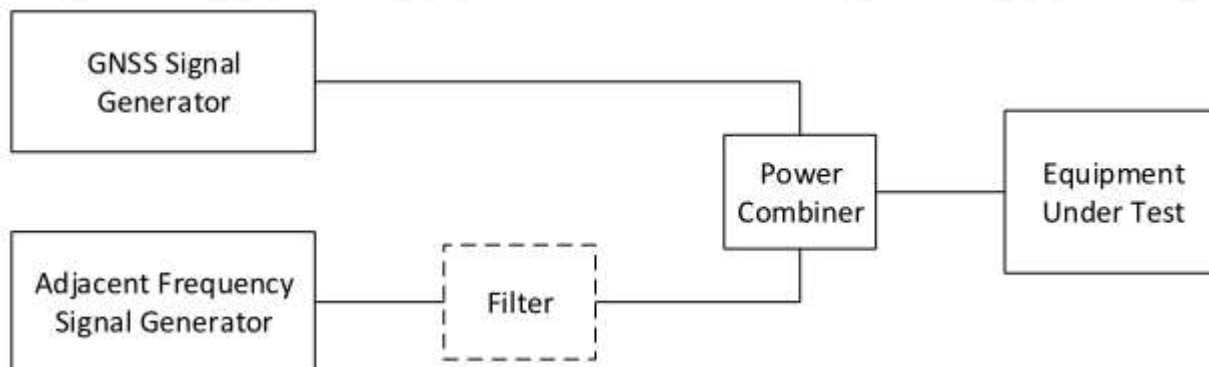 GNSS Signal
Generator
Power
Combiner
Equipment
Under Test
Adjacent Frequency
Signal Generator
Filter